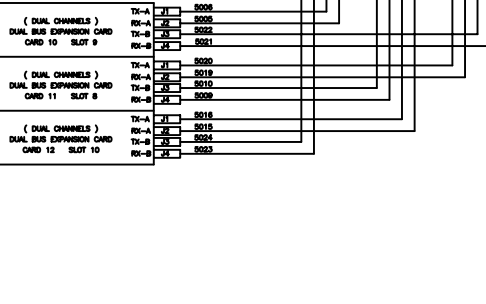 TX-A J1 5006
( DUAL CHANNELS ) RX-A J2 5005
DUAL BUS EXPANSION CARD TX-B J3 5022
CARD 10 SLOT 9 RX-B J4 5021
TX-A J1 5020
( DUAL CHANNELS ) RX-A J2 5019
DUAL BUS EXPANSION CARD TX-B J3 5010
CARD 11 SLOT 8 RX-B J4 5009
TX-A J1 5016
( DUAL CHANNELS ) RX-A J2 5015
DUAL BUS EXPANSION CARD TX-B J3 5024
CARD 12 SLOT 10 RX-B J4 5023